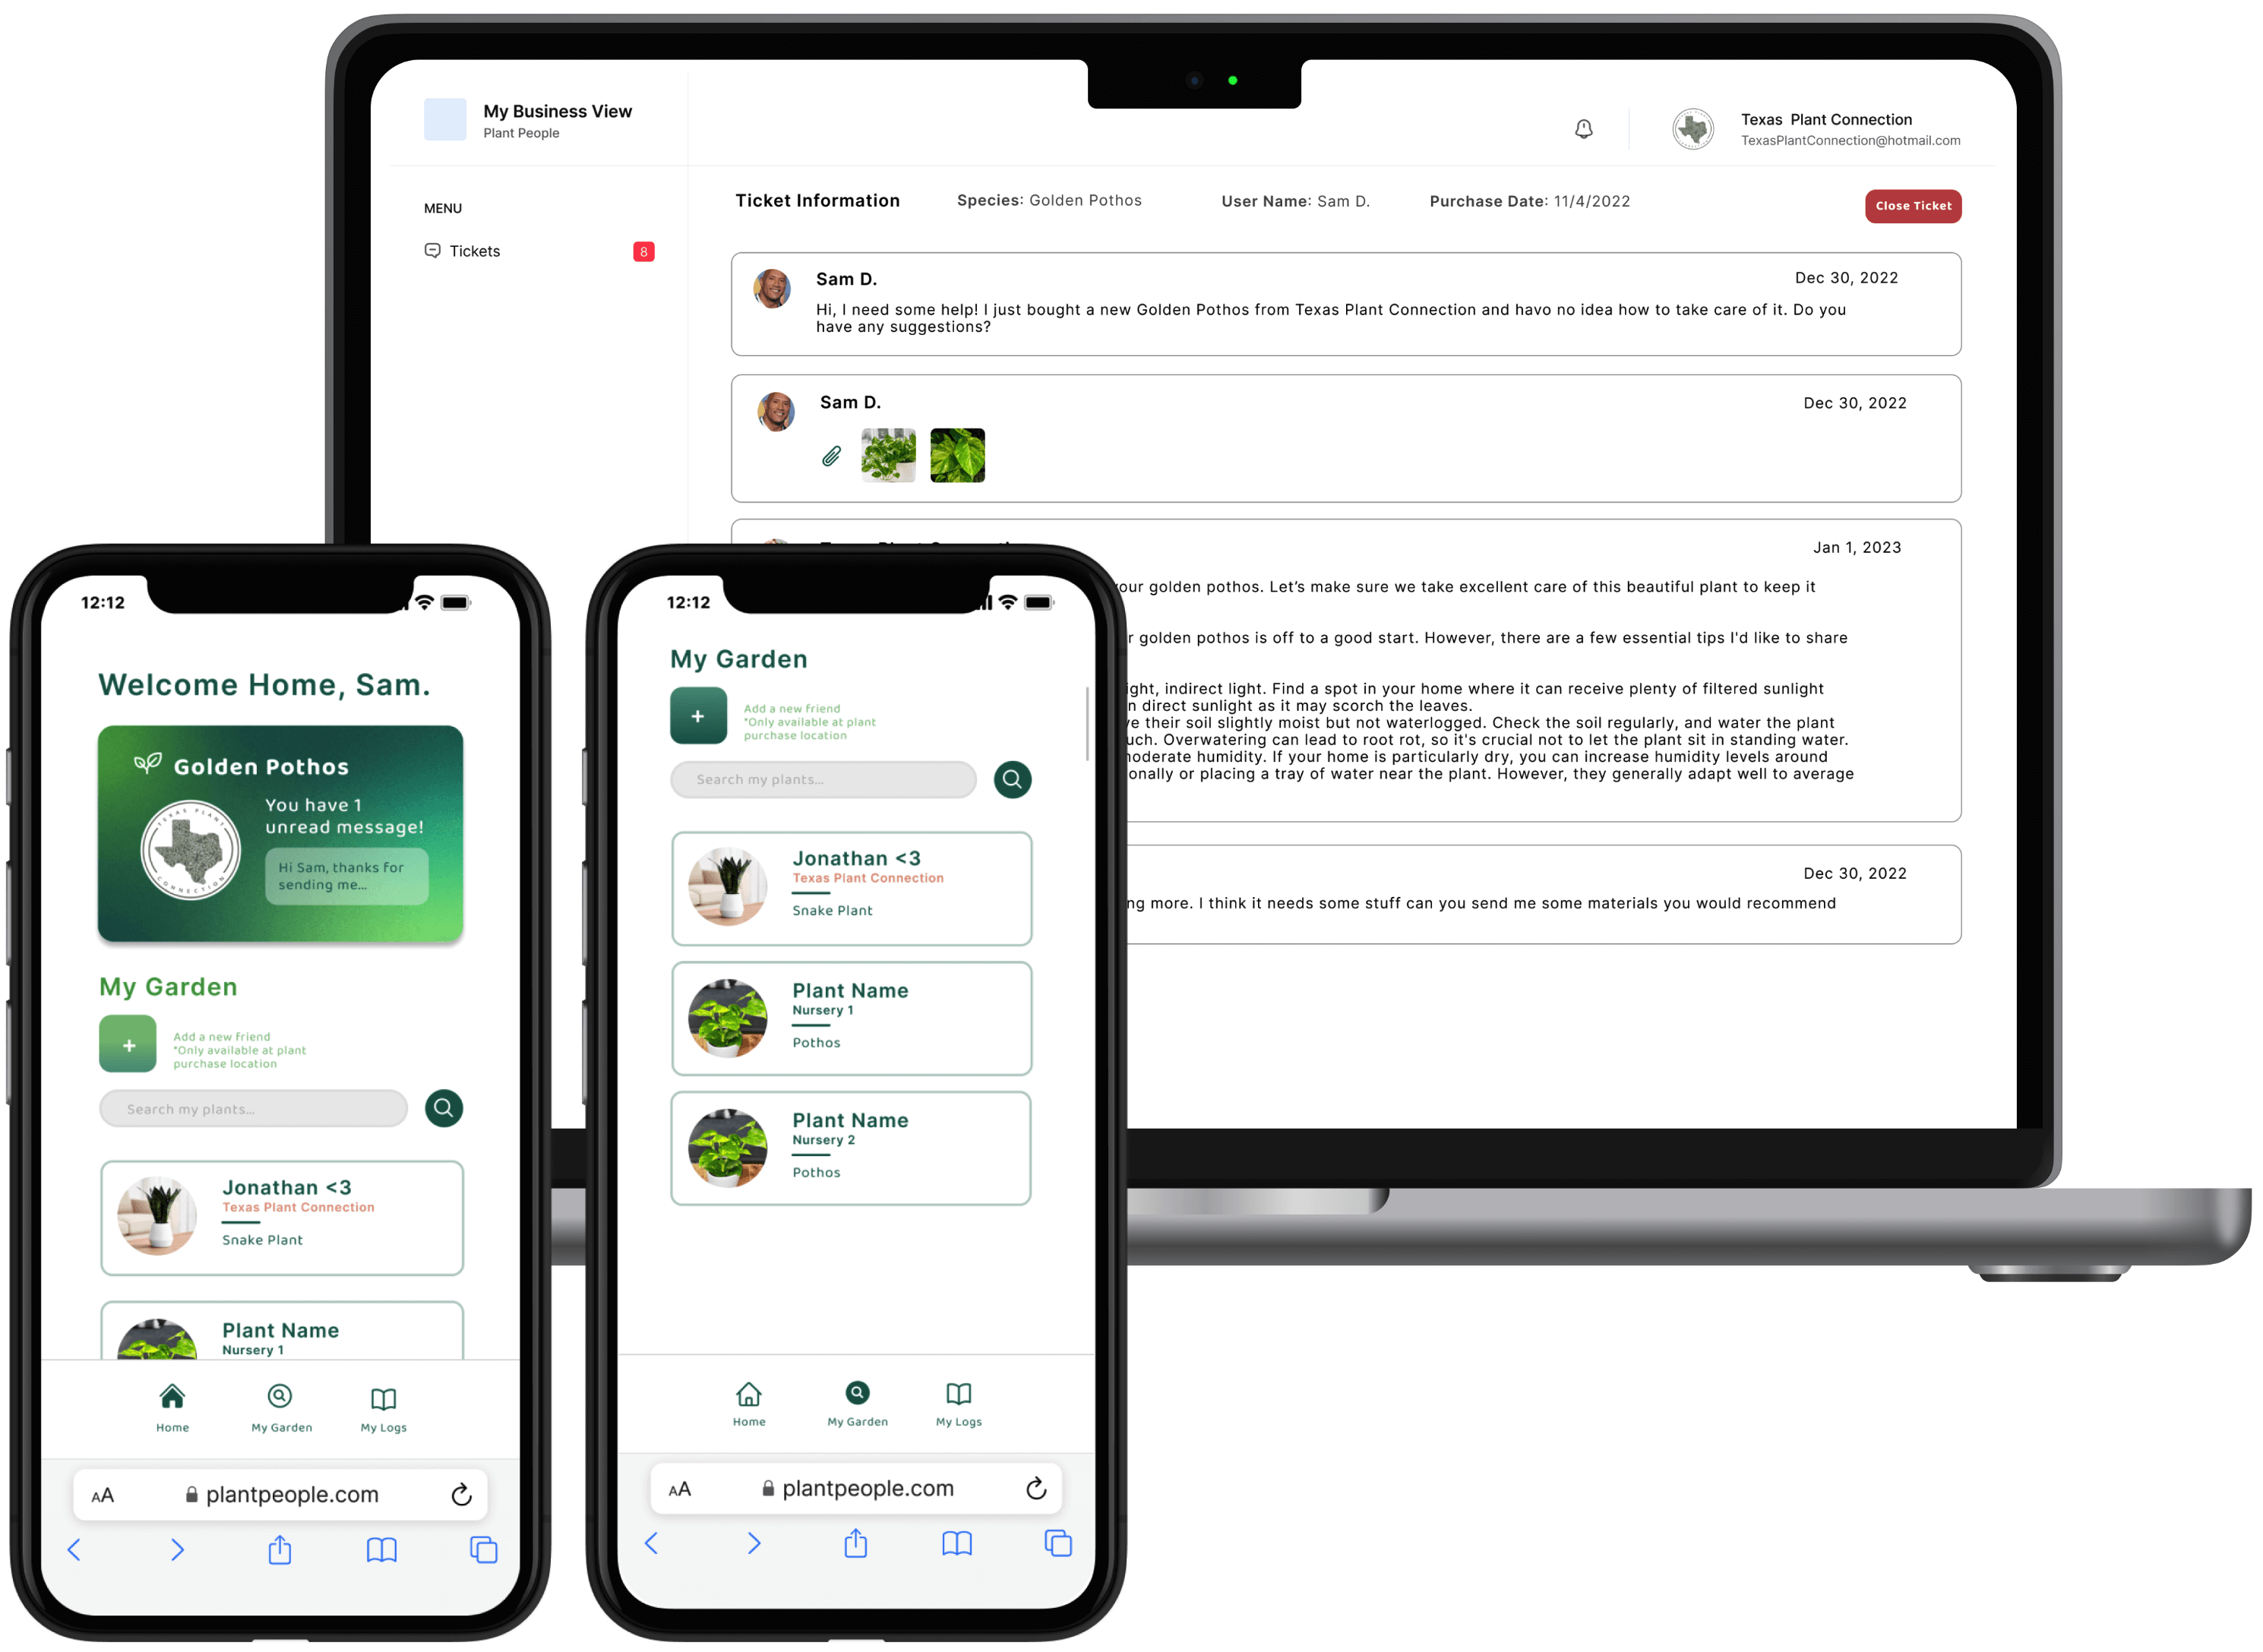 My Business View
Plant People
Texas Plant Connection
TexasPlantConnection@hotmail.com
MENU
Tickets
8
Ticket Information
Species: Golden Pothos
User Name: Sam D.
Purchase Date: 11/4/2022
Close Ticket
Sam D.
Dec 30, 2022
Hi, I need some help! I just bought a new Golden Pothos from Texas Plant Connection and havo no idea how to take care of it. Do you
have any suggestions?
Sam D.
Dec 30, 2022
Jan 1, 2023
our golden pothos. Let's make sure we take excellent care of this beautiful plant to keep it
golden pothos is off to a good start. However, there are a few essential tips I'd like to share
ight, indirect light. Find a spot in your home where it can receive plenty of filtered sunlight
direct sunlight as it may scorch the leaves.
their soil slightly moist but not waterlogged. Check the soil regularly, and water the plant
uch. Overwatering can lead to root rot, so it's crucial not to let the plant sit in standing water.
moderate humidity. If your home is particularly dry, you can increase humidity levels around
onally or placing a tray of water near the plant. However, they generally adapt well to average
Dec 30, 2022
ng more. I think it needs some stuff can you send me some materials you would recommend
12:12
Welcome Home, Sam.
Golden Pothos
TEXAS PLANT
CONNECTION
You have 1
unread message!
Hi Sam, thanks for
sending me...
My Garden
+
Add a new friend
*Only available at plant
purchase location
Search my plants...
Jonathan <3
Texas Plant Connection
Snake Plant
Plant Name
Nursery 1
Home
My Garden
My Logs
AA
plantpeople.com
12:12
My Garden
+
Add a new friend
*Only available at plant
purchase location
Search my plants...
Jonathan <3
Texas Plant Connection
Snake Plant
Plant Name
Nursery 1
Pothos
Plant Name
Nursery 2
Pothos
Home
My Garden
My Logs
AA
plantpeople.com